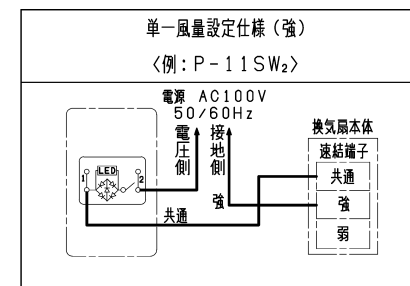 単一風量設定仕様（強）
〈例：P－11SW₂〉
電源 AC100V
50/60Hz
電圧側
接地側
換気扇本体
速結端子
LED
1
2
共通
強
弱
強
共通